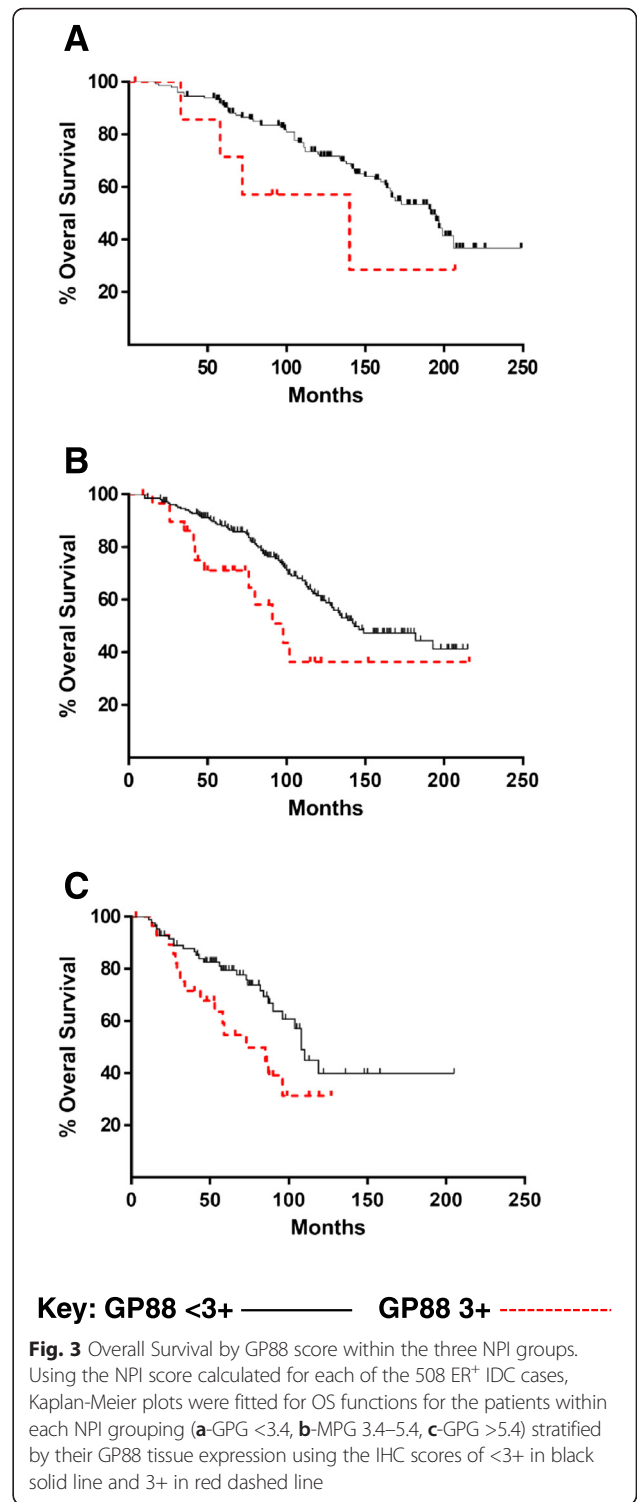 A
100
80
60
40
20
% Overal Survival
50
100
150
200
250
Months
B
100
80
60
40
20
% Overal Survival
0
50
100
150
200
250
Months
C
100
80
60
40
20
% Overal Survival
0
50
100
150
200
250
Months
Key: GP88 <3+ GP88 3+
Fig. 3 Overall Survival by GP88 score within the three NPI groups.
Using the NPI score calculated for each of the 508 ER⁺ IDC cases,
Kaplan-Meier plots were fitted for OS functions for the patients within
each NPI grouping (a-GPG <3.4, b-MPG 3.4–5.4, c-GPG >5.4) stratified
by their GP88 tissue expression using the IHC scores of <3+ in black
solid line and 3+ in red dashed line